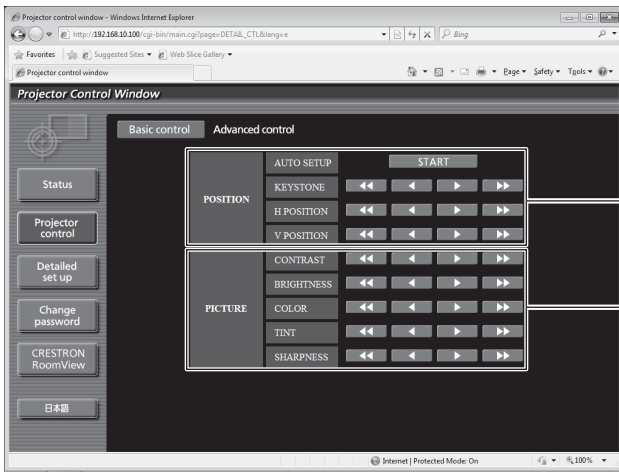 Projector control window - Windows Internet Explorer
http://192.168.10.100/cgi-bin/main.cgi?page=DETAIL_CTL&lang=e
Bing
Favorites
Suggested Sites
Web Slice Gallery
Projector control window
Page
Safety
Tools
Projector Control Window
Basic control
Advanced control
Status
Projector
control
Detailed
set up
Change
password
CRESTRON
RoomView
日本語
POSITION
AUTO SETUP
START
KEYSTONE
H POSITION
V POSITION
PICTURE
CONTRAST
BRIGHTNESS
COLOR
TINT
SHARPNESS
Internet | Protected Mode: On
100%